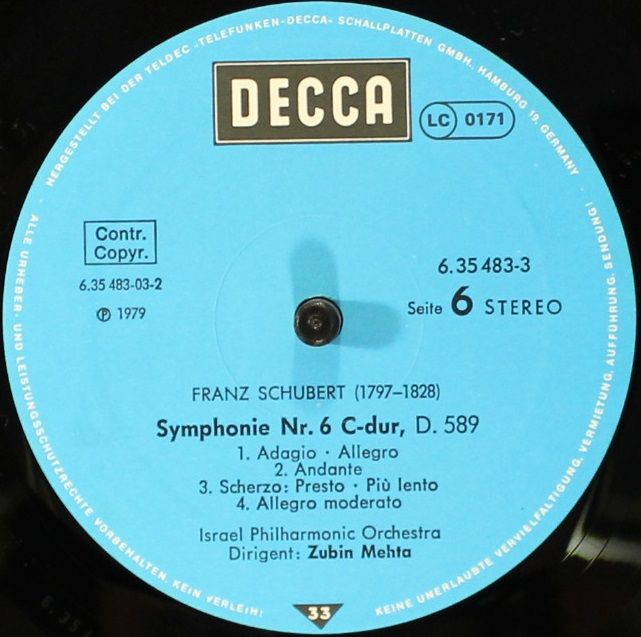 HERGESTELLT BEI DER TELDEC „TELEFUNKEN-DECCA“ SCHALLPLATTEN GMBH., HAMBURG 19, GERMANY ·
DECCA
LC 0171
Contr.
Copyr.
6.35 483-03-2
Ⓟ 1979
6.35 483-3
Seite 6 STEREO
FRANZ SCHUBERT (1797–1828)
Symphonie Nr. 6 C-dur, D. 589
1. Adagio · Allegro
2. Andante
3. Scherzo: Presto · Più lento
4. Allegro moderato
Israel Philharmonic Orchestra
Dirigent: Zubin Mehta
ALLE URHEBER- UND LEISTUNGSSCHUTZRECHTE VORBEHALTEN. KEIN VERLEIH!
33
KEINE UNERLAUBTE VERVIELFÄLTIGUNG, VERMIETUNG, AUFFÜHRUNG, SENDUNG!
6.35